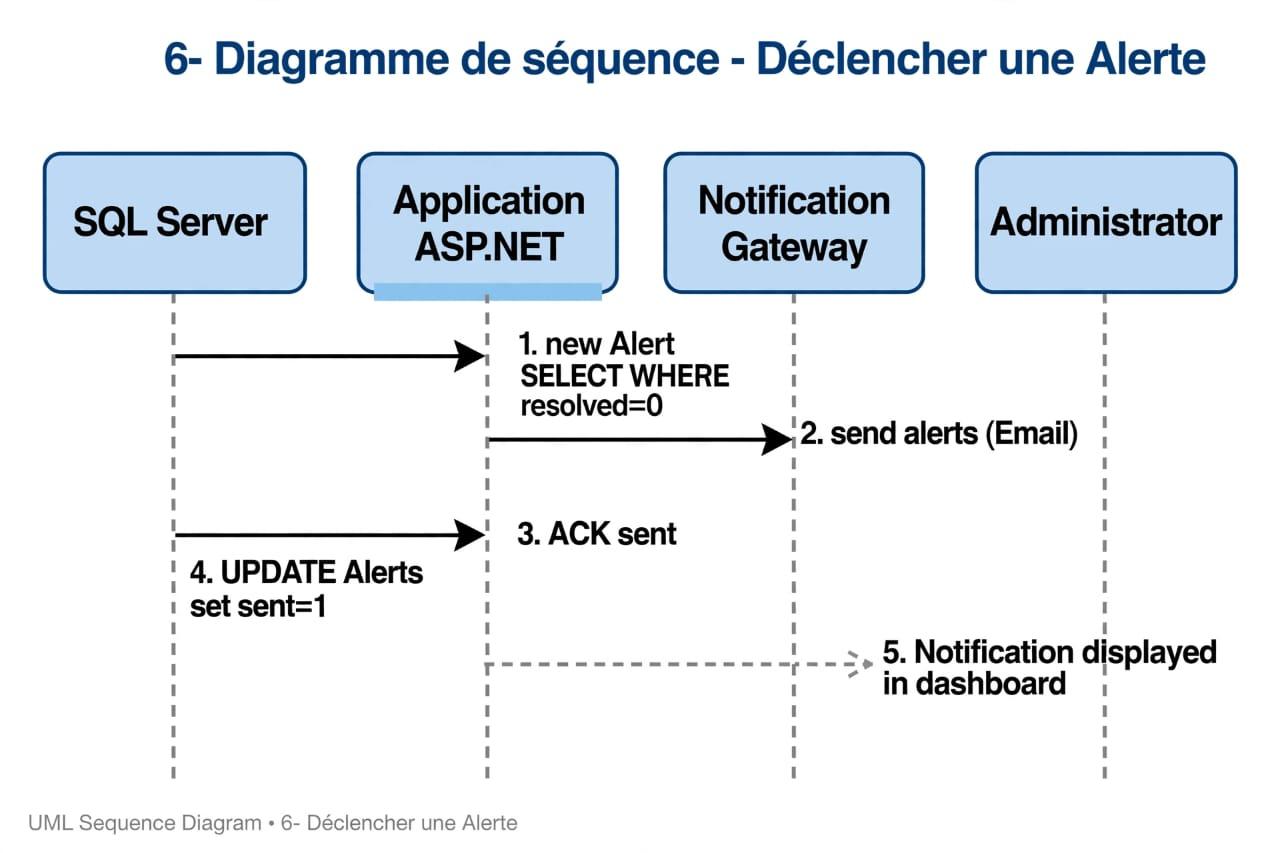 6- Diagramme de séquence - Déclencher une Alerte
SQL Server
Application
ASP.NET
Notification
Gateway
Administrator
1. new Alert
SELECT WHERE
resolved=0
2. send alerts (Email)
3. ACK sent
4. UPDATE Alerts
set sent=1
5. Notification displayed
in dashboard
UML Sequence Diagram • 6- Déclencher une Alerte